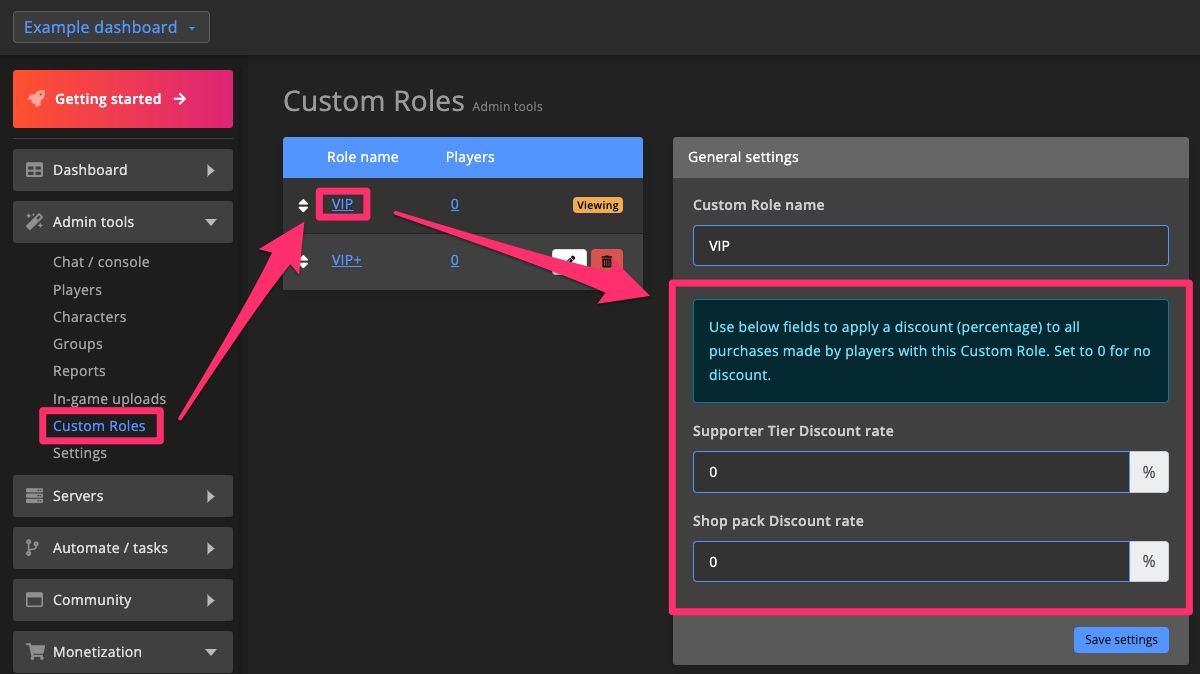 Example dashboard
Getting started
Dashboard
Admin tools
Chat / console
Players
Characters
Groups
Reports
In-game uploads
Custom Roles
Settings
Servers
Automate / tasks
Community
Monetization
Custom Roles Admin tools
Role name Players
VIP 0 Viewing
VIP+ 0
General settings
Custom Role name
VIP
Use below fields to apply a discount (percentage) to all
purchases made by players with this Custom Role. Set to 0 for no
discount.
Supporter Tier Discount rate
0 %
Shop pack Discount rate
0 %
Save settings